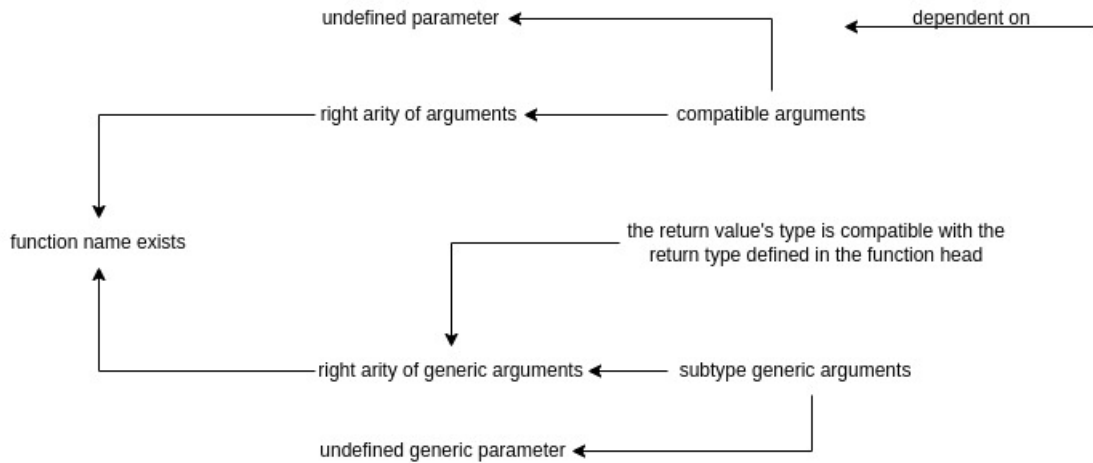 undefined parameter
dependent on
right arity of arguments
compatible arguments
function name exists
the return value's type is compatible with the
return type defined in the function head
right arity of generic arguments
subtype generic arguments
undefined generic parameter